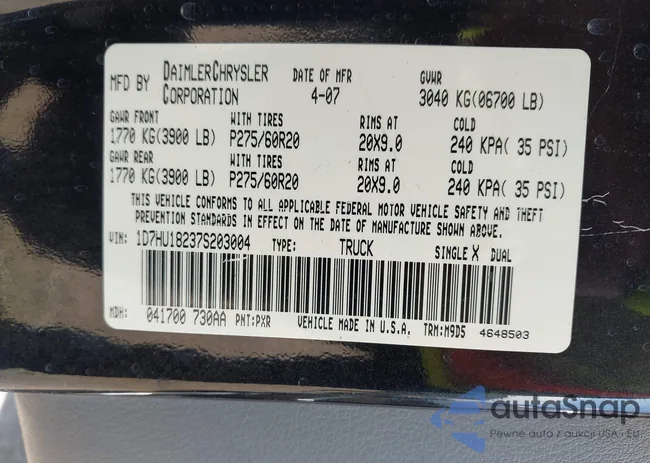 MFD BY DAIMLERCHRYSLER CORPORATION DATE OF MFR 4-07 GVWR 3040 KG(06700 LB)
GAWR FRONT WITH TIRES RIMS AT COLD
1770 KG(3900 LB) P275/60R20 20X9.0 240 KPA( 35 PSI)
GAWR REAR WITH TIRES RIMS AT COLD
1770 KG(3900 LB) P275/60R20 20X9.0 240 KPA( 35 PSI)
THIS VEHICLE CONFORMS TO ALL APPLICABLE FEDERAL MOTOR VEHICLE SAFETY AND THEFT
PREVENTION STANDARDS IN EFFECT ON THE DATE OF MANUFACTURE SHOWN ABOVE.
VIN: 1D7HU18237S203004 TYPE: TRUCK SINGLE X DUAL
MDH: 041700 730AA PNT:PXR VEHICLE MADE IN U.S.A. TRM:M9D5 4648503
autaSnap
Pewne auta z aukcji USA - EU